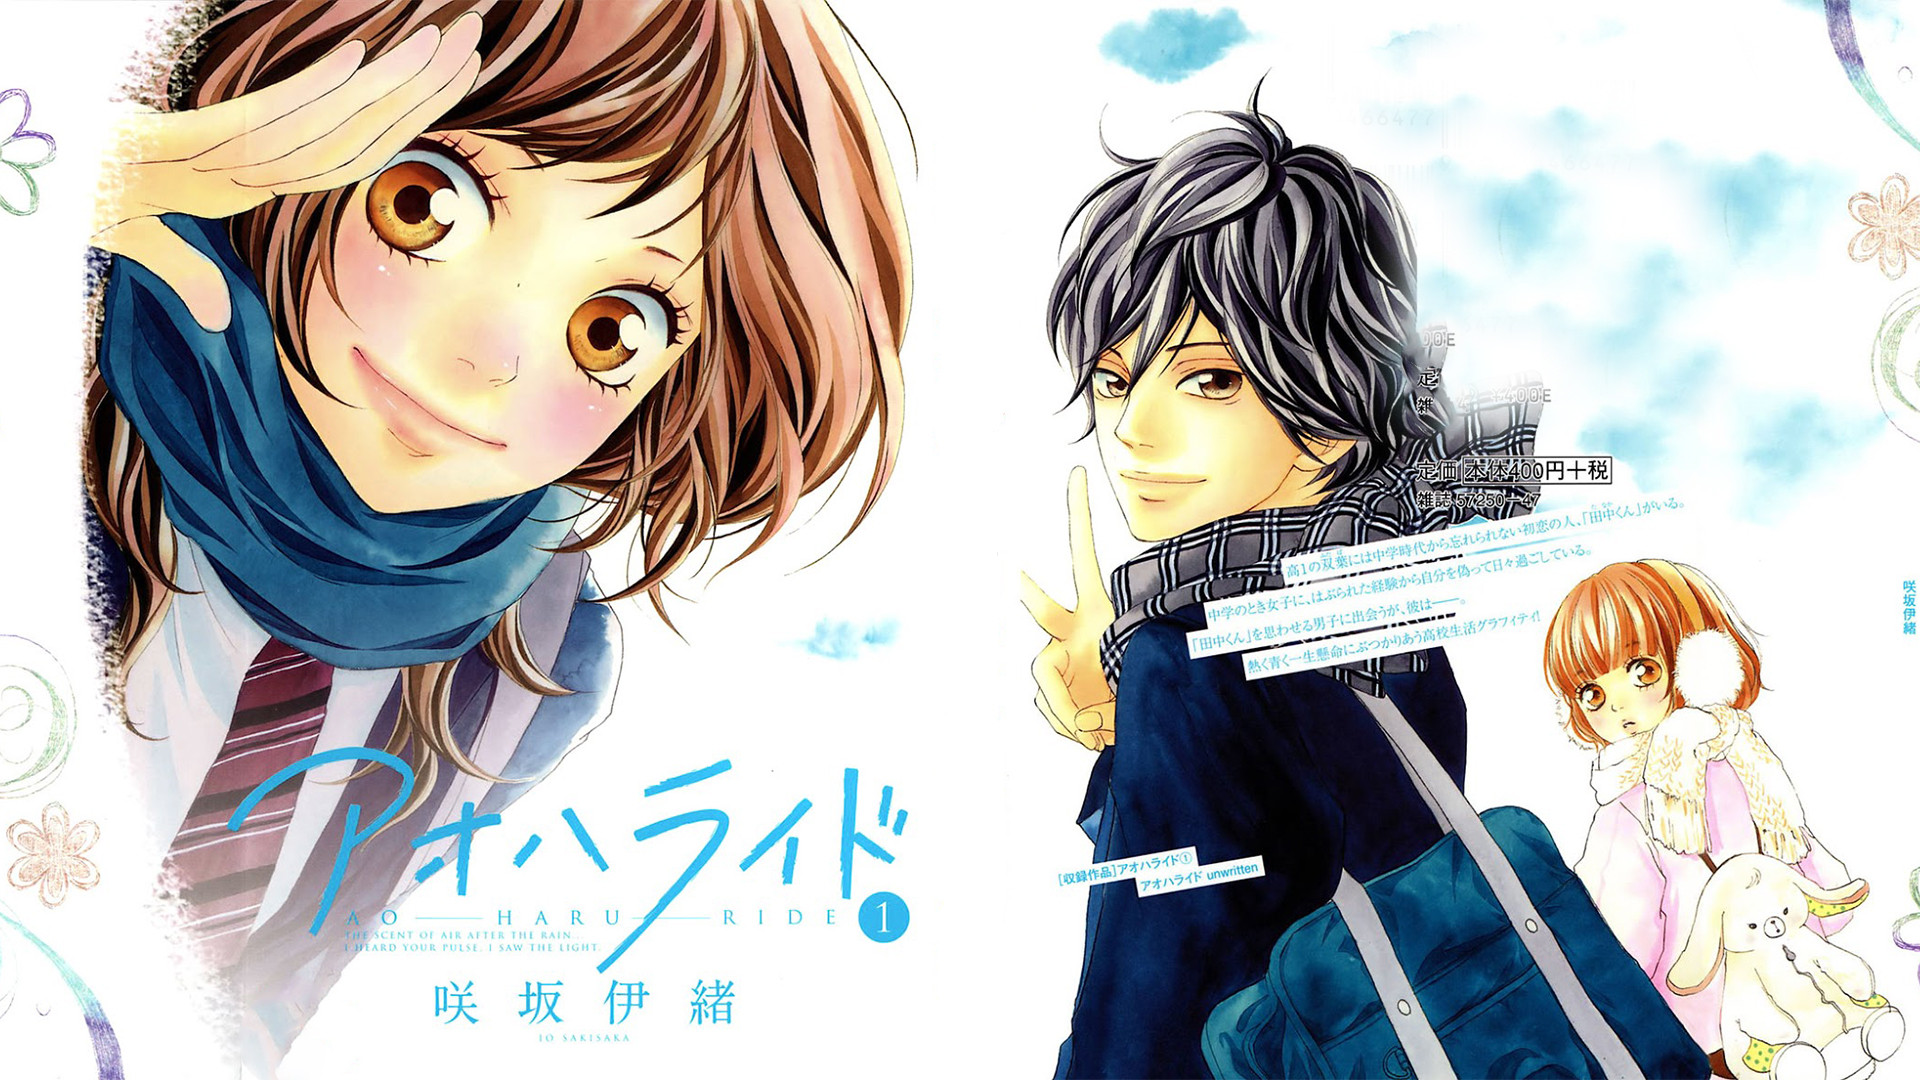 アオハライド
AO HARU RIDE 1
THE SCENT OF AIR AFTER THE RAIN...
I HEARD YOUR PULSE, I SAW THE LIGHT.
咲坂伊緒
IO SAKISAKA
定価 本体400円+税
雑誌 57250-47
高1の双葉には中学時代から忘れられない初恋の人、「田中くん」がいる。
中学のとき女子に、はぶられた経験から自分を偽って日々過ごしている。
「田中くん」を思わせる男子に出会うが、彼は――。
熱く青く一生懸命にぶつかりあう高校生活グラフィティ!
[収録作品]アオハライド①
アオハライド unwritten
咲坂伊緒